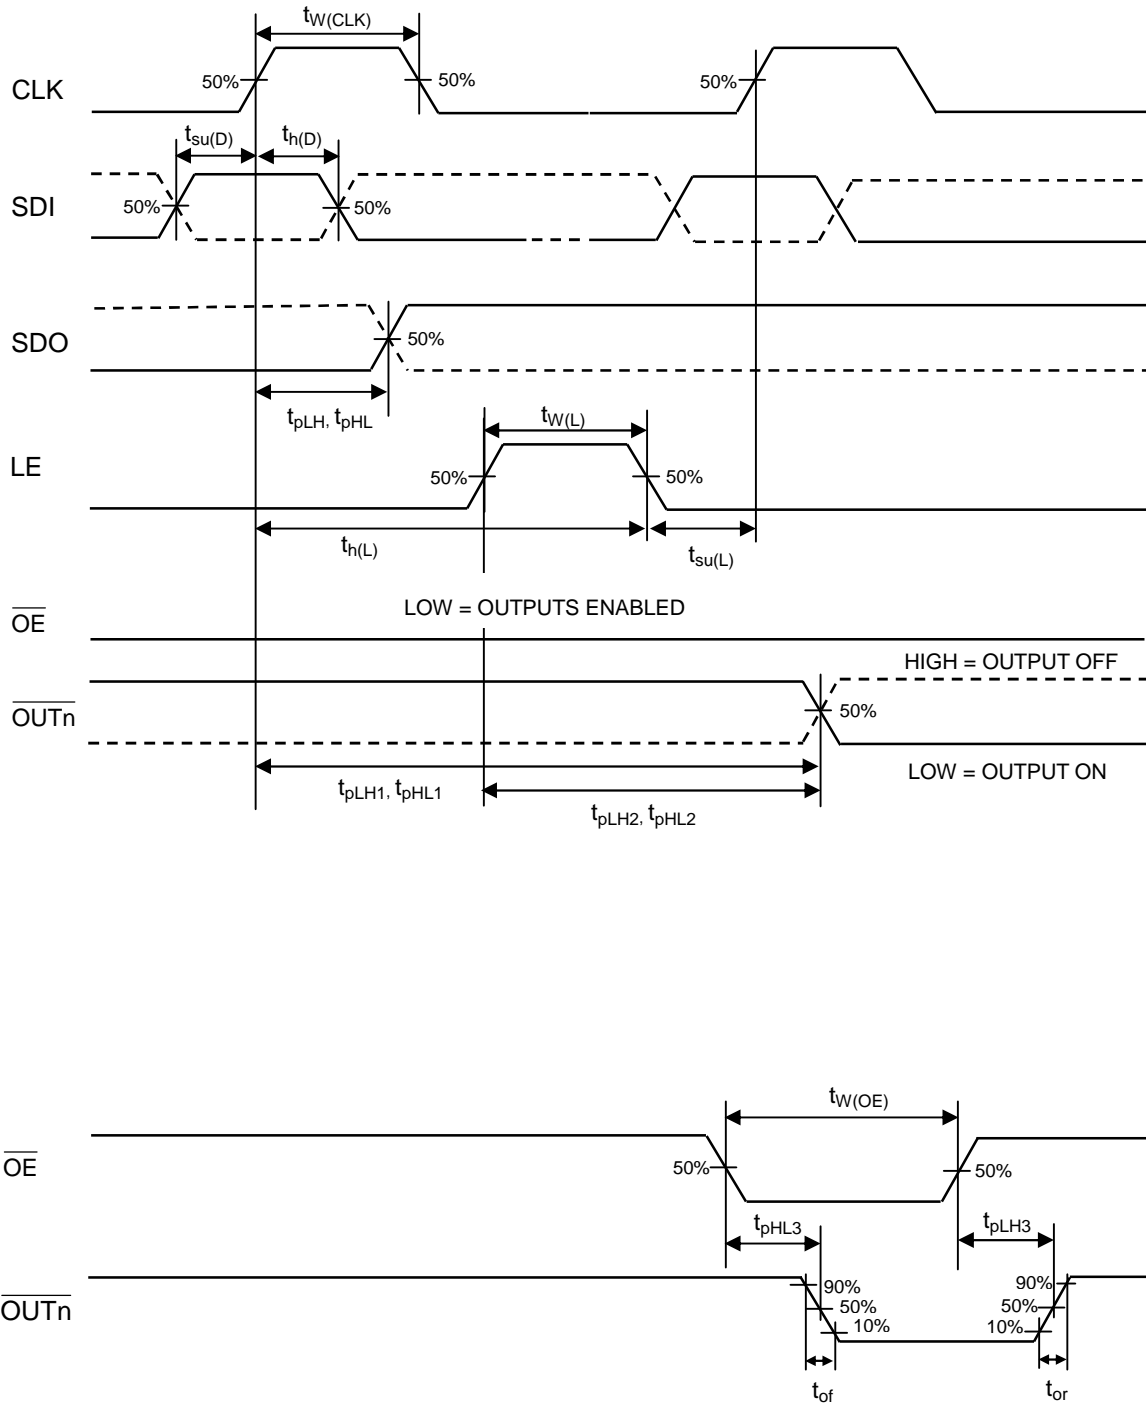 tW(CLK)
CLK
50%
50%
50%
tsu(D)
th(D)
SDI
50%
50%
SDO
50%
tpLH, tpHL
tW(L)
LE
50%
50%
th(L)
tsu(L)
OE
LOW = OUTPUTS ENABLED
HIGH = OUTPUT OFF
OUTn
50%
LOW = OUTPUT ON
tpLH1, tpHL1
tpLH2, tpHL2
tW(OE)
OE
50%
50%
tpHL3
tpLH3
OUTn
90%
50%
10%
90%
50%
10%
tof
tor